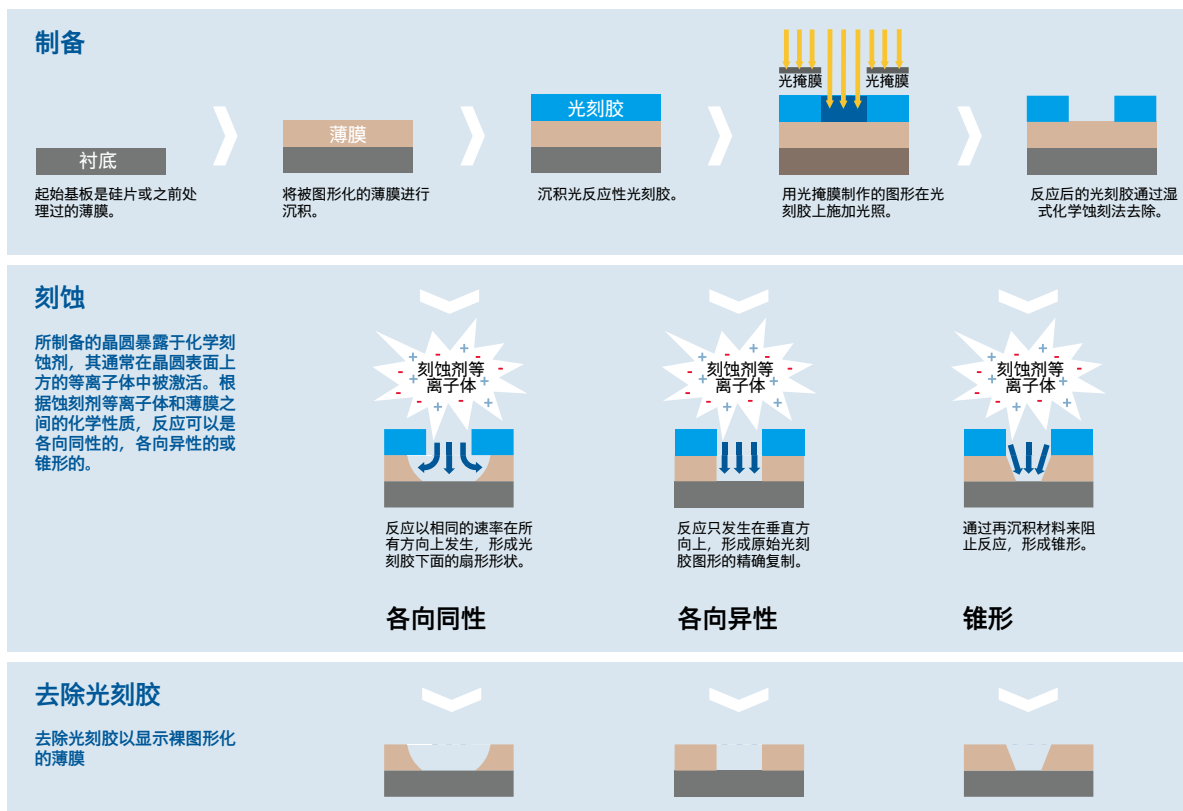 制备
光掩膜
光掩膜
光刻胶
薄膜
衬底
起始基板是硅片或之前处
理过的薄膜。
将被图形化的薄膜进行
沉积。
沉积光反应性光刻胶。
用光掩膜制作的图形在光
刻胶上施加光照。
反应后的光刻胶通过湿
式化学蚀刻法去除。
刻蚀
所制备的晶圆暴露于化学刻
蚀剂，其通常在晶圆表面上
方的等离子体中被激活。根
据蚀刻剂等离子体和薄膜之
间的化学性质，反应可以是
各向同性的，各向异性的或
锥形的。
刻蚀剂等
离子体
刻蚀剂等
离子体
刻蚀剂等
离子体
反应以相同的速率在所
有方向上发生，形成光
刻胶下面的扇形形状。
反应只发生在垂直方
向上，形成原始光刻
胶图形的精确复制。
通过再沉积材料来阻
止反应，形成锥形。
各向同性
各向异性
锥形
去除光刻胶
去除光刻胶以显示裸图形化
的薄膜